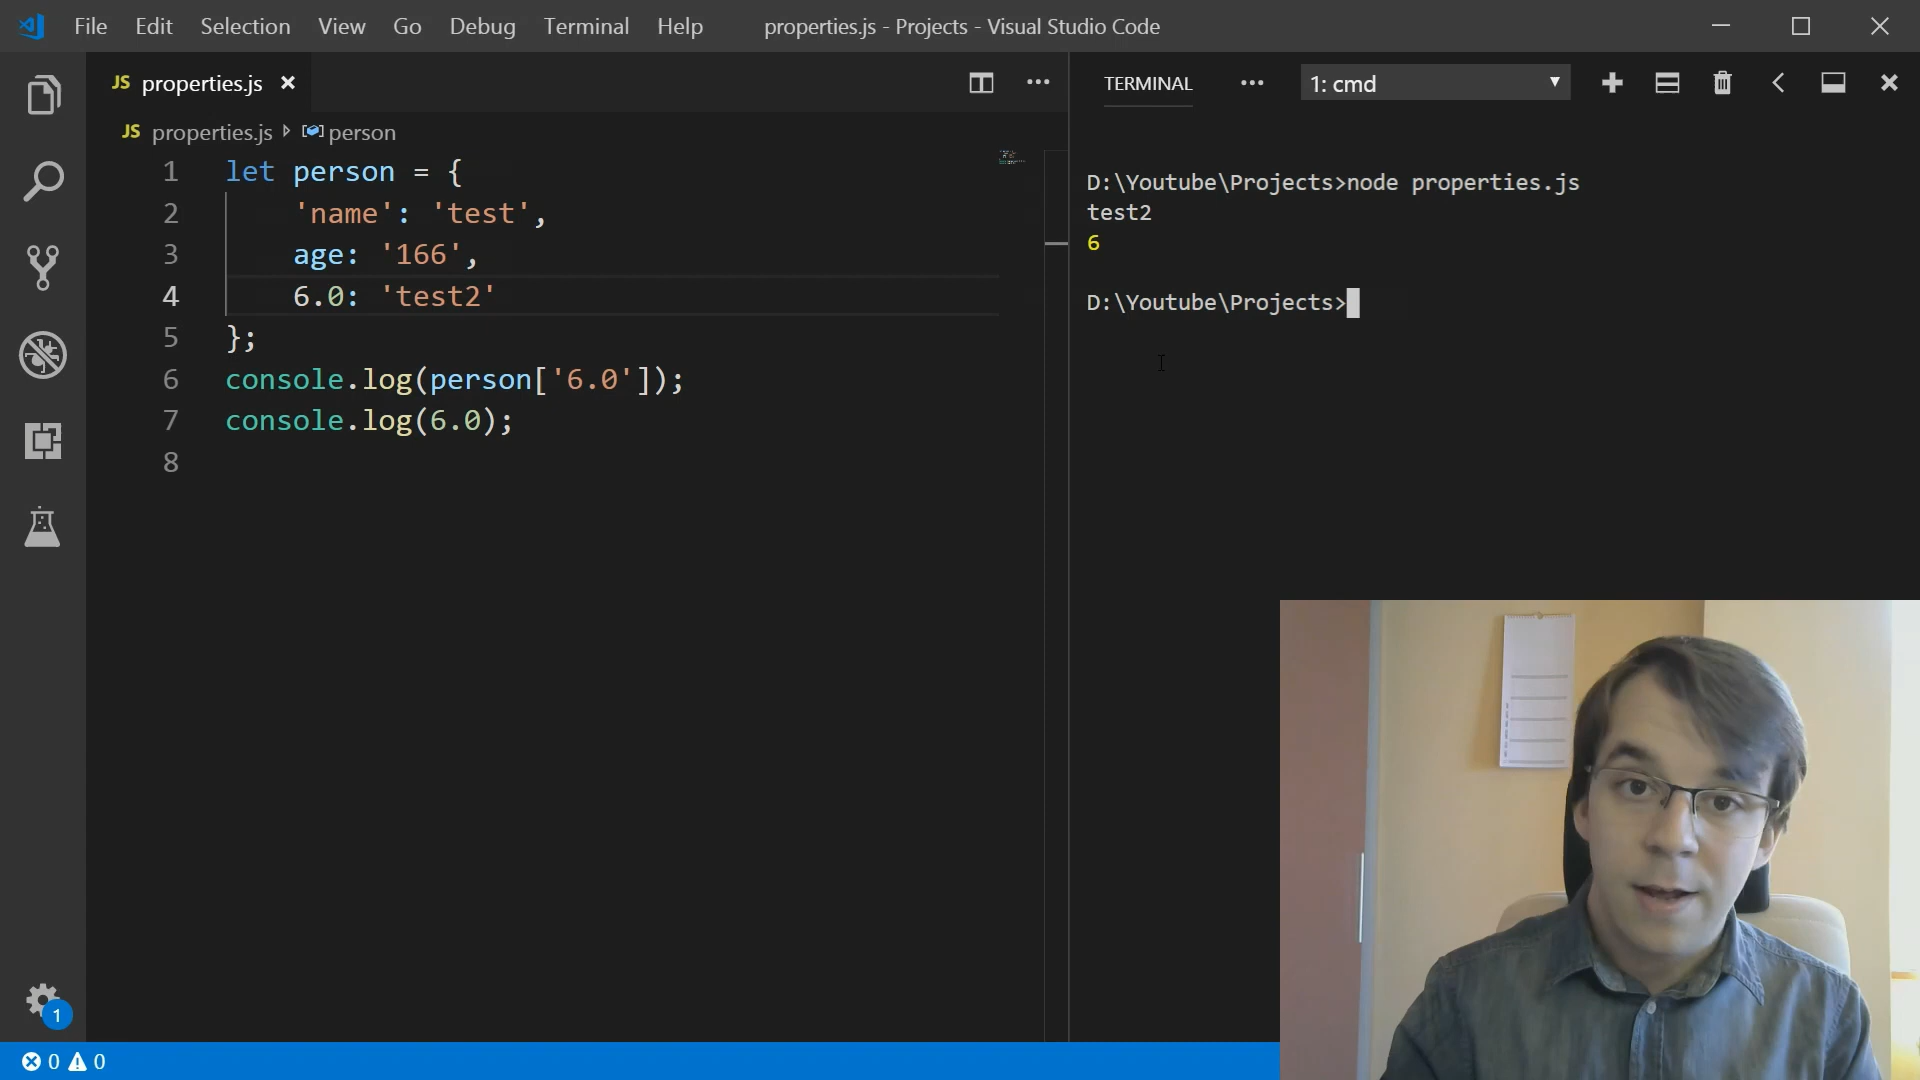 File Edit Selection View Go Debug Terminal Help properties.js - Projects - Visual Studio Code
JS properties.js
JS properties.js person
1 let person = {
2 'name': 'test',
3 age: '166',
4 6.0: 'test2'
5 };
6 console.log(person['6.0']);
7 console.log(6.0);
8
TERMINAL 1: cmd
D:\Youtube\Projects>node properties.js
test2
6
D:\Youtube\Projects>
1
0 0